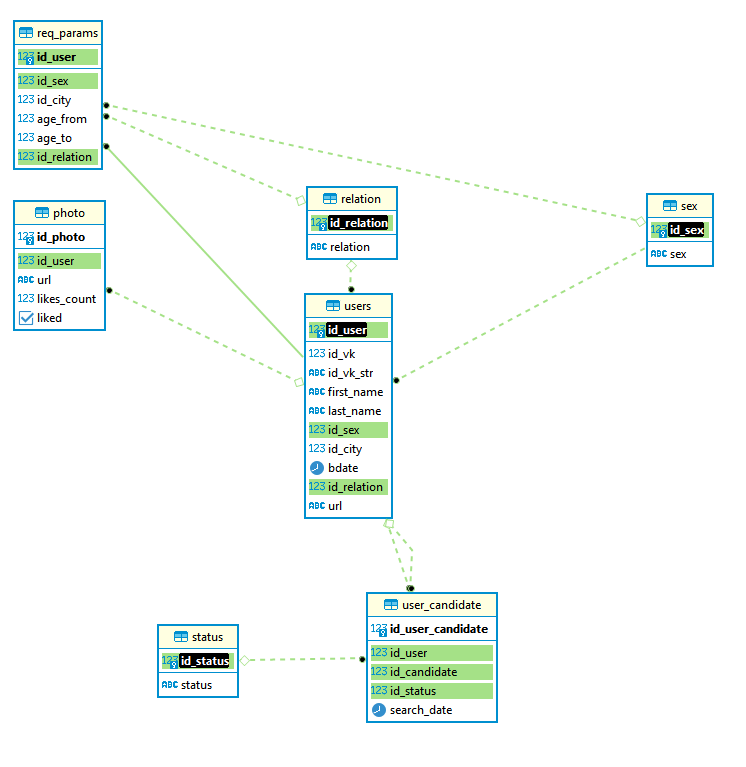 req_params
123 id_user
123 id_sex
123 id_city
123 age_from
123 age_to
123 id_relation
photo
123 id_photo
123 id_user
ABC url
123 likes_count
liked
relation
123 id_relation
ABC relation
sex
123 id_sex
ABC sex
users
123 id_user
123 id_vk
ABC id_vk_str
ABC first_name
ABC last_name
123 id_sex
123 id_city
bdate
123 id_relation
ABC url
status
123 id_status
ABC status
user_candidate
123 id_user_candidate
123 id_user
123 id_candidate
123 id_status
search_date